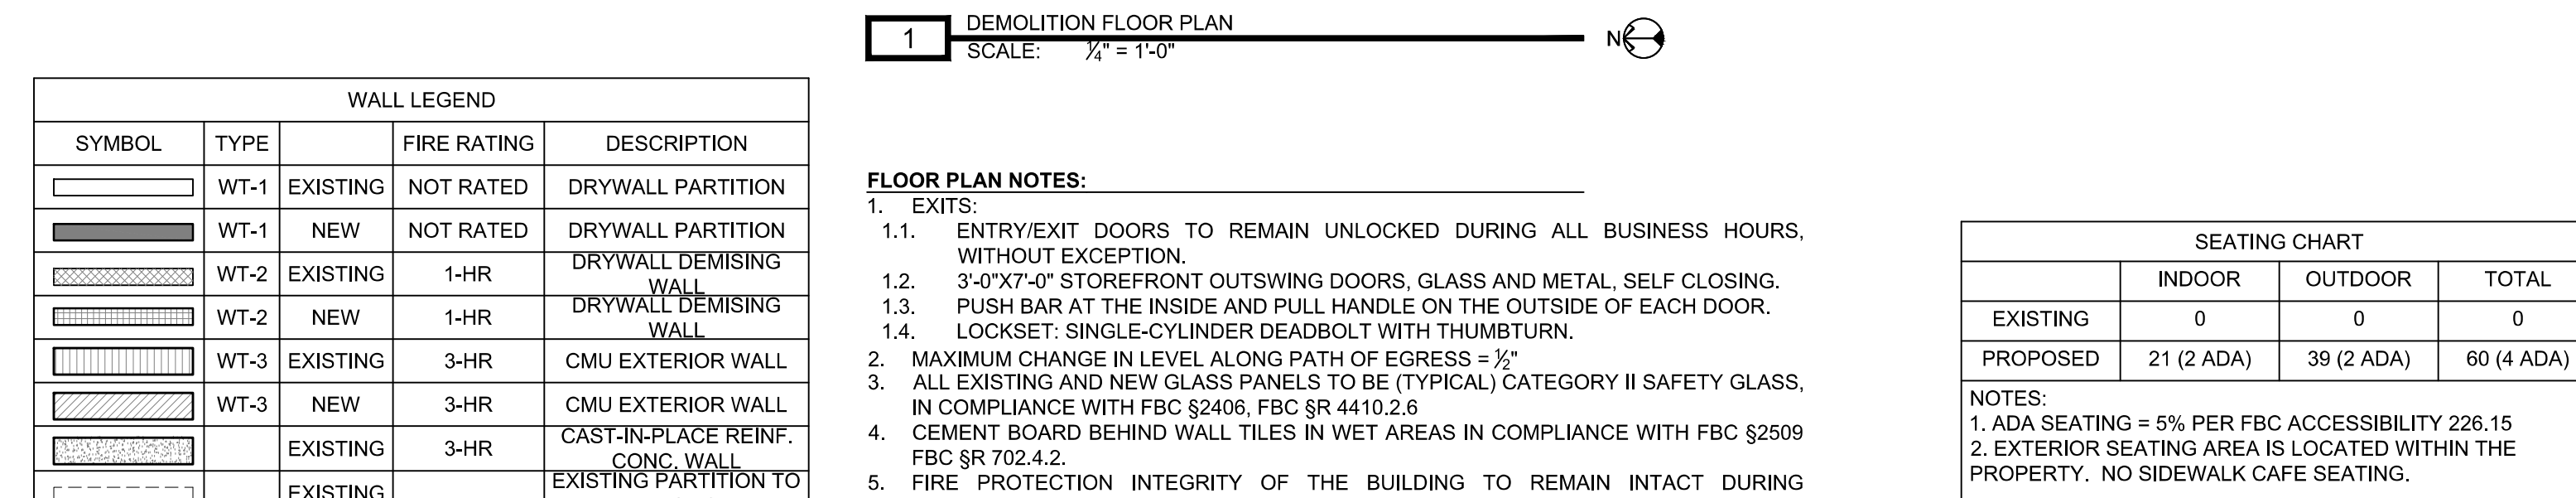 1
DEMOLITION FLOOR PLAN
SCALE: ¼" = 1'-0"
N
WALL LEGEND
SYMBOL TYPE FIRE RATING DESCRIPTION
WT-1 EXISTING NOT RATED DRYWALL PARTITION
WT-1 NEW NOT RATED DRYWALL PARTITION
WT-2 EXISTING 1-HR DRYWALL DEMISING
WALL
WT-2 NEW 1-HR DRYWALL DEMISING
WALL
WT-3 EXISTING 3-HR CMU EXTERIOR WALL
WT-3 NEW 3-HR CMU EXTERIOR WALL
EXISTING 3-HR CAST-IN-PLACE REINF.
CONC. WALL
EXISTING EXISTING PARTITION TO
FLOOR PLAN NOTES:
1. EXITS:
1.1. ENTRY/EXIT DOORS TO REMAIN UNLOCKED DURING ALL BUSINESS HOURS,
WITHOUT EXCEPTION.
1.2. 3'-0"X7'-0" STOREFRONT OUTSWING DOORS, GLASS AND METAL, SELF CLOSING.
1.3. PUSH BAR AT THE INSIDE AND PULL HANDLE ON THE OUTSIDE OF EACH DOOR.
1.4. LOCKSET: SINGLE-CYLINDER DEADBOLT WITH THUMBTURN.
2. MAXIMUM CHANGE IN LEVEL ALONG PATH OF EGRESS = ½"
3. ALL EXISTING AND NEW GLASS PANELS TO BE (TYPICAL) CATEGORY II SAFETY GLASS,
IN COMPLIANCE WITH FBC §2406, FBC §R 4410.2.6
4. CEMENT BOARD BEHIND WALL TILES IN WET AREAS IN COMPLIANCE WITH FBC §2509
FBC §R 702.4.2.
5. FIRE PROTECTION INTEGRITY OF THE BUILDING TO REMAIN INTACT DURING
SEATING CHART
INDOOR OUTDOOR TOTAL
EXISTING 0 0 0
PROPOSED 21 (2 ADA) 39 (2 ADA) 60 (4 ADA)
NOTES:
1. ADA SEATING = 5% PER FBC ACCESSIBILITY 226.15
2. EXTERIOR SEATING AREA IS LOCATED WITHIN THE
PROPERTY. NO SIDEWALK CAFE SEATING.